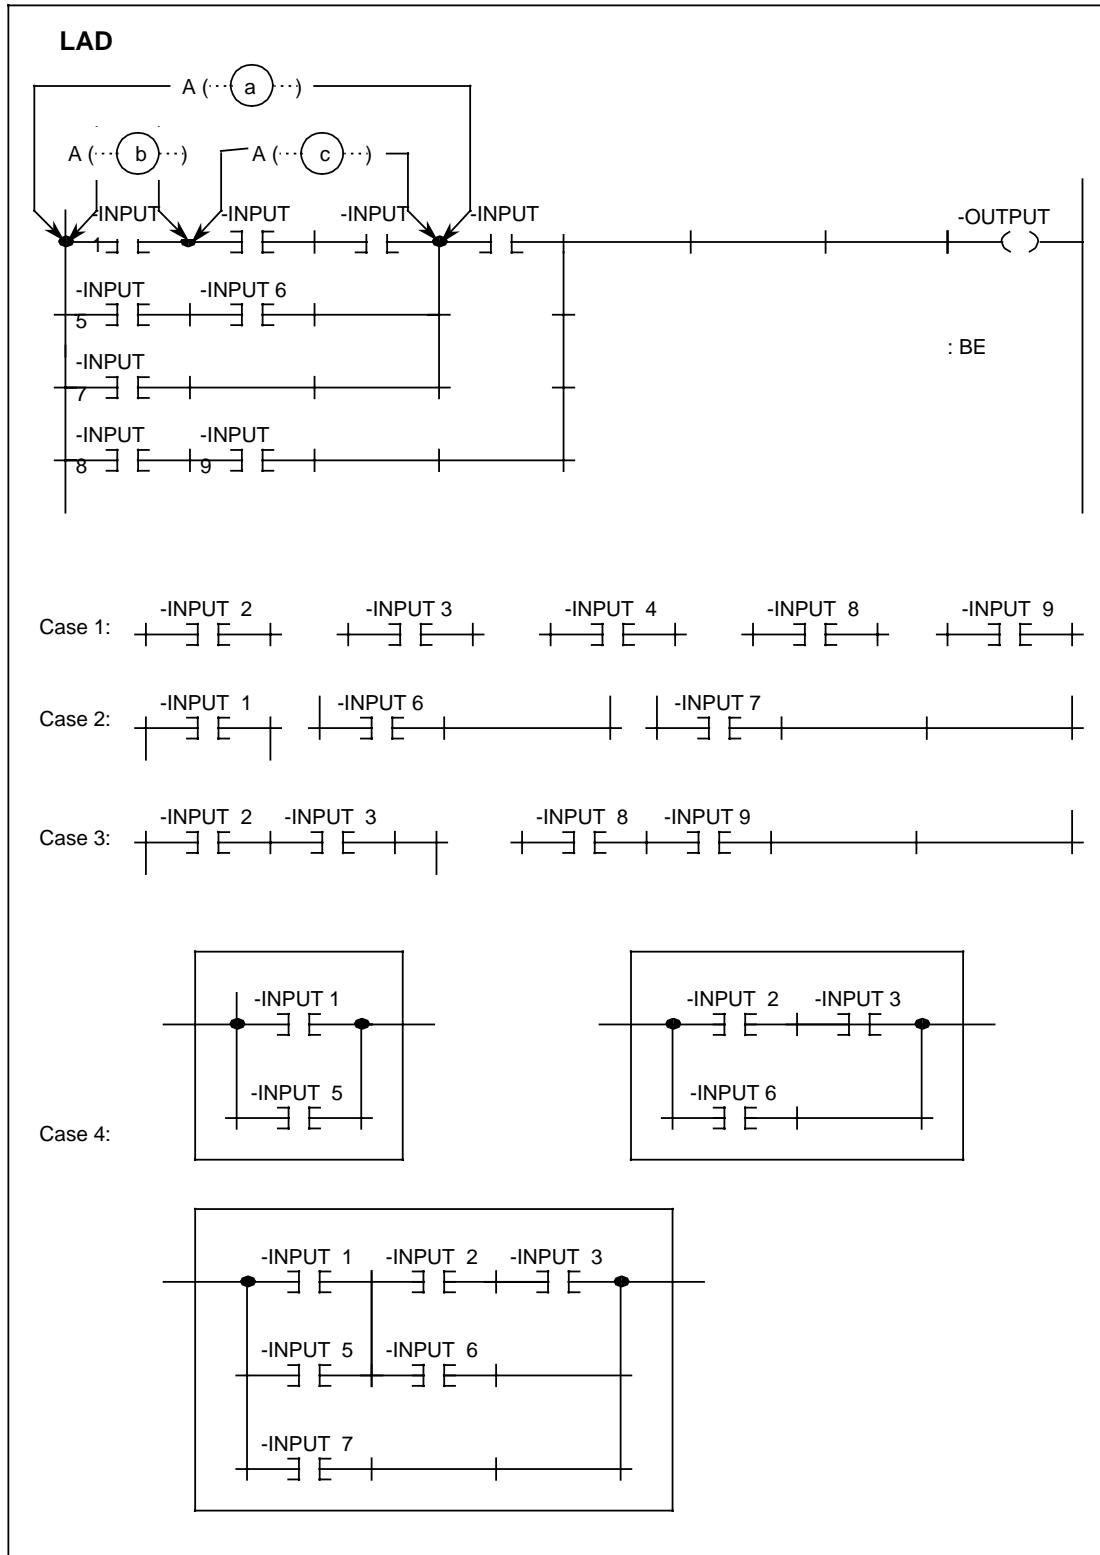 LAD
A ( a )
A ( b ) A ( c )
-INPUT -INPUT -INPUT -INPUT -OUTPUT
1
-INPUT -INPUT 6
5
: BE
-INPUT
7
-INPUT -INPUT
8 9
-INPUT 2 -INPUT 3 -INPUT 4 -INPUT 8 -INPUT 9
Case 1:
-INPUT 1 -INPUT 6 -INPUT 7
Case 2:
-INPUT 2 -INPUT 3 -INPUT 8 -INPUT 9
Case 3:
-INPUT 1 -INPUT 2 -INPUT 3
-INPUT 5 -INPUT 6
Case 4:
-INPUT 1 -INPUT 2 -INPUT 3
-INPUT 5 -INPUT 6
-INPUT 7